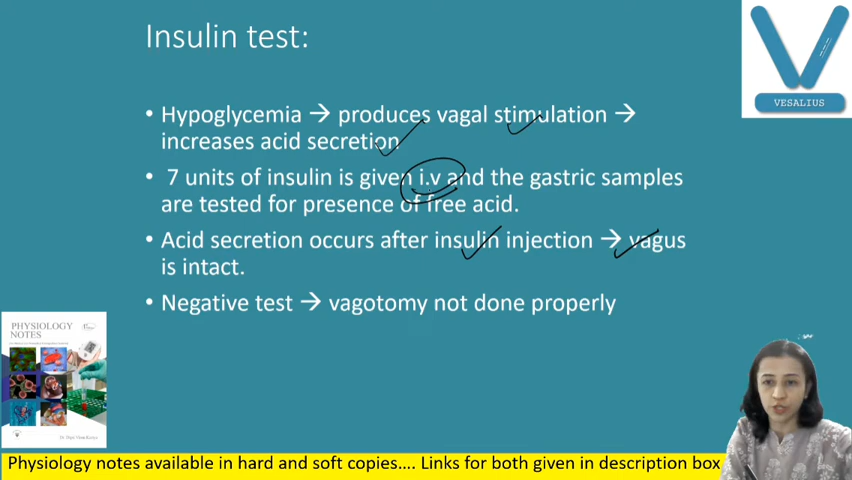 Insulin test:
VESALIUS
• Hypoglycemia → produces vagal stimulation →
increases acid secretion
• 7 units of insulin is given i.v and the gastric samples
are tested for presence of free acid.
• Acid secretion occurs after insulin injection → vagus
is intact.
• Negative test → vagotomy not done properly
PHYSIOLOGY
NOTES
Physiology notes available in hard and soft copies.... Links for both given in description box